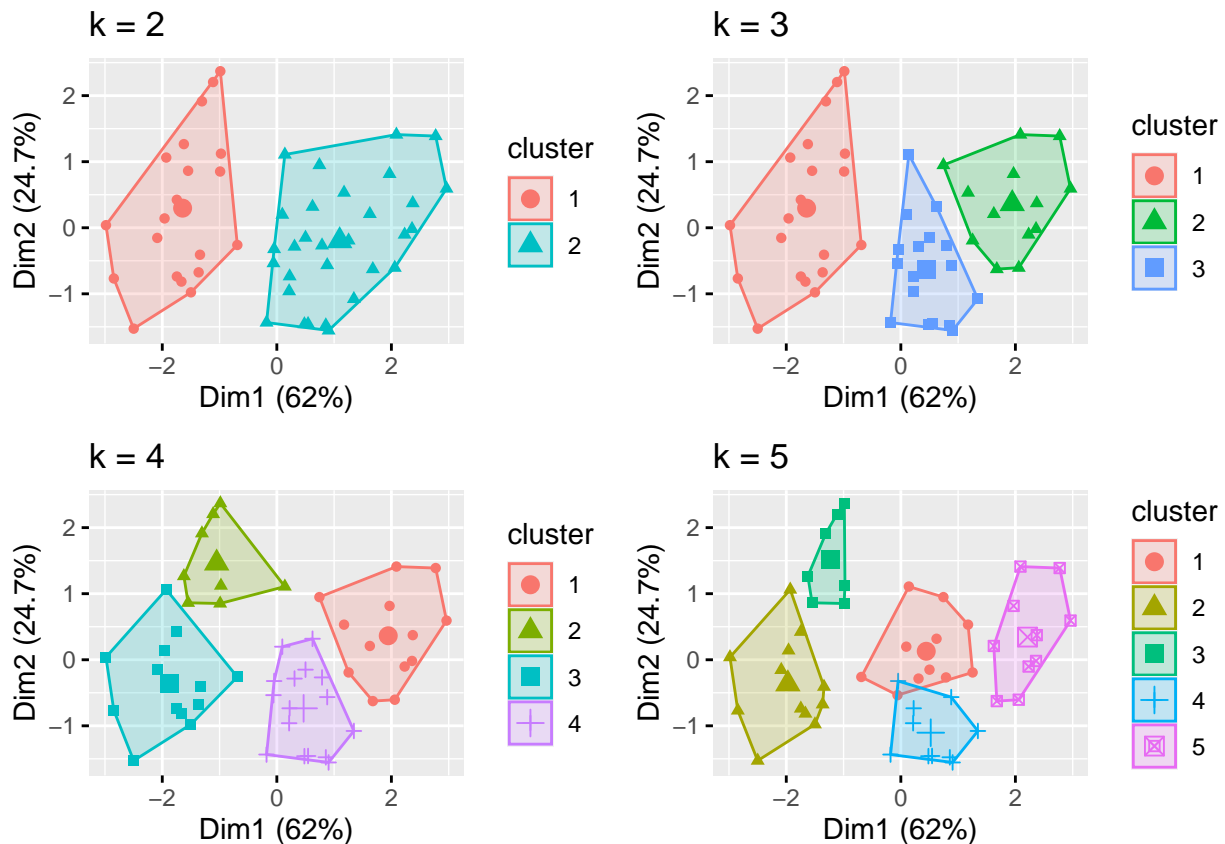 k = 2
Dim2 (24.7%)
2
1
0
−1
−2
0
2
Dim1 (62%)
cluster
1
2
k = 3
Dim2 (24.7%)
2
1
0
−1
−2
0
2
Dim1 (62%)
cluster
1
2
3
k = 4
Dim2 (24.7%)
2
1
0
−1
−2
0
2
Dim1 (62%)
cluster
1
2
3
4
k = 5
Dim2 (24.7%)
2
1
0
−1
−2
0
2
Dim1 (62%)
cluster
1
2
3
4
5